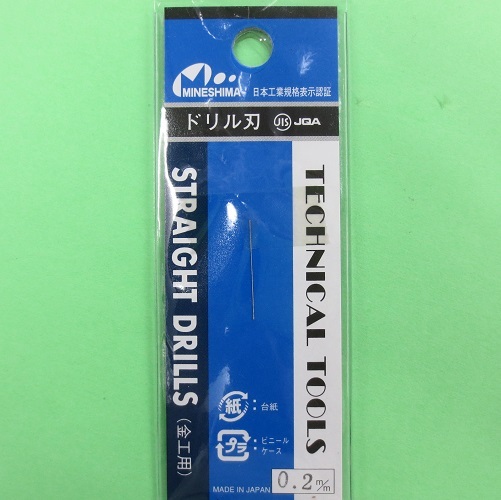 MINESHIMA
日本工業規格表示認証
ドリル刃
JIS JQA
STRAIGHT DRILLS (金工用)
TECHNICAL TOOLS
紙 :台紙
プラ :ビニールケース
MADE IN JAPAN
0.2m/m